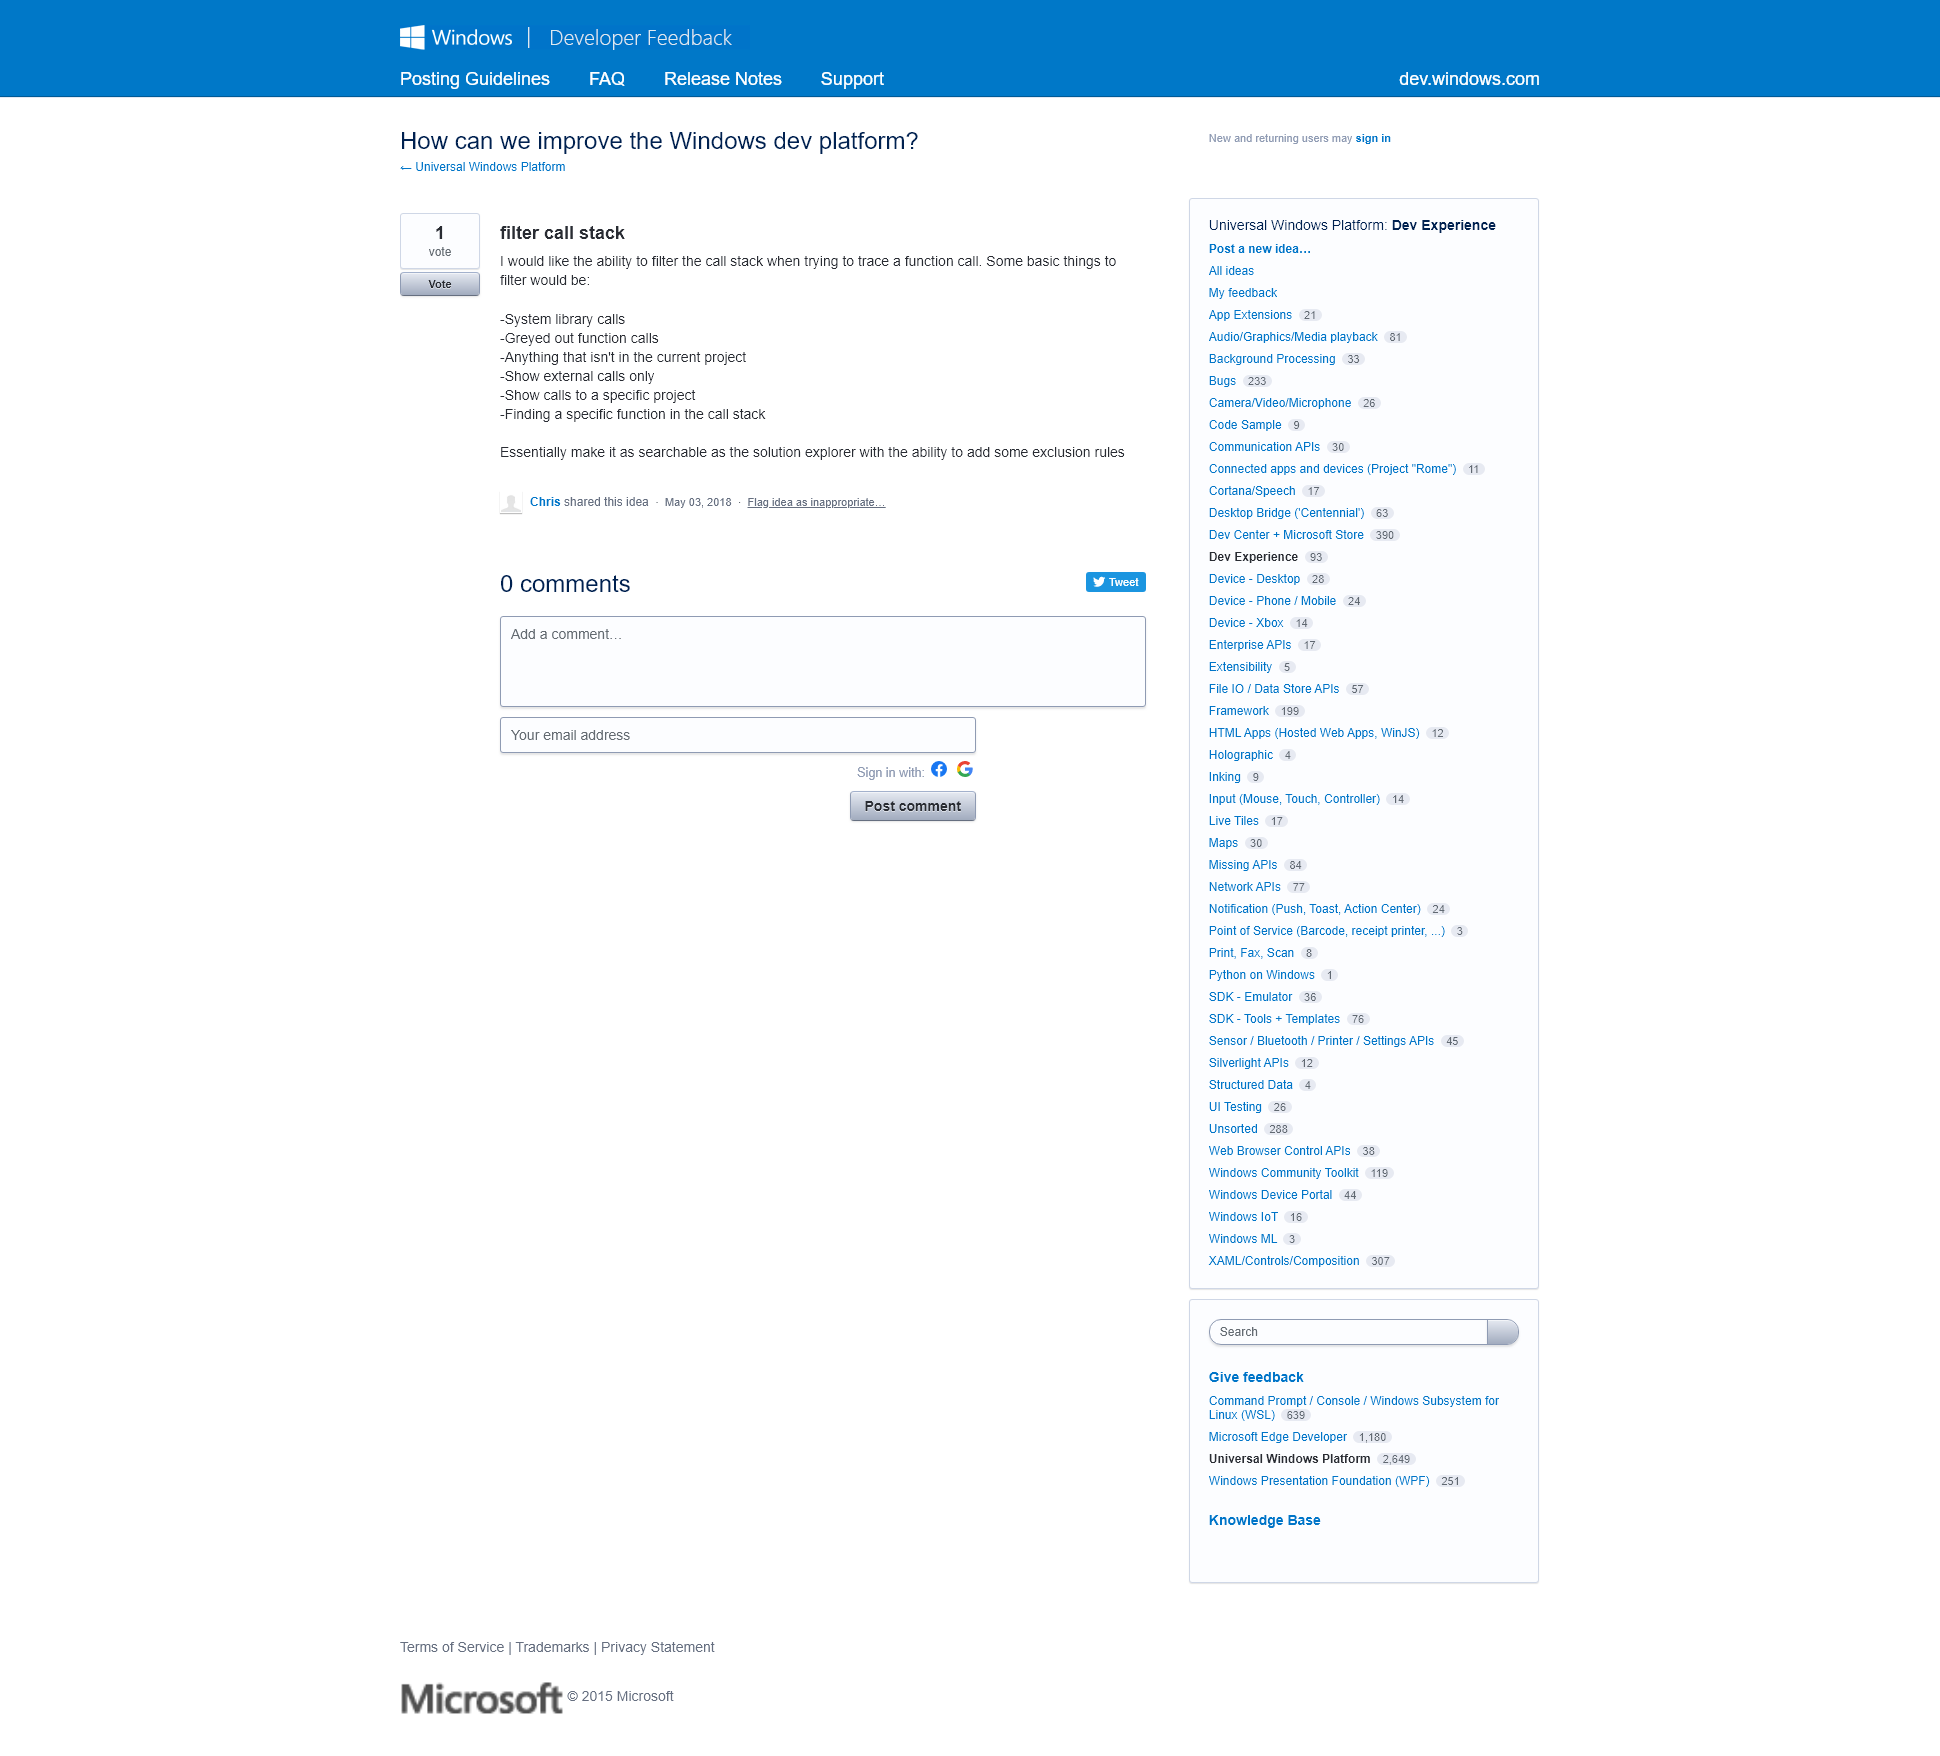 Windows | Developer Feedback
Posting Guidelines FAQ Release Notes Support dev.windows.com
How can we improve the Windows dev platform?
← Universal Windows Platform
New and returning users may sign in
1
vote
Vote
filter call stack
I would like the ability to filter the call stack when trying to trace a function call. Some basic things to
filter would be:
-System library calls
-Greyed out function calls
-Anything that isn't in the current project
-Show external calls only
-Show calls to a specific project
-Finding a specific function in the call stack
Essentially make it as searchable as the solution explorer with the ability to add some exclusion rules
Chris shared this idea · May 03, 2018 · Flag idea as inappropriate…
0 comments
Tweet
Add a comment…
Your email address
Sign in with:
Post comment
Universal Windows Platform: Dev Experience
Post a new idea…
All ideas
My feedback
App Extensions 21
Audio/Graphics/Media playback 81
Background Processing 33
Bugs 233
Camera/Video/Microphone 26
Code Sample 9
Communication APIs 30
Connected apps and devices (Project "Rome") 11
Cortana/Speech 17
Desktop Bridge ('Centennial') 63
Dev Center + Microsoft Store 390
Dev Experience 93
Device - Desktop 28
Device - Phone / Mobile 24
Device - Xbox 14
Enterprise APIs 17
Extensibility 5
File IO / Data Store APIs 57
Framework 199
HTML Apps (Hosted Web Apps, WinJS) 12
Holographic 4
Inking 9
Input (Mouse, Touch, Controller) 14
Live Tiles 17
Maps 30
Missing APIs 84
Network APIs 77
Notification (Push, Toast, Action Center) 24
Point of Service (Barcode, receipt printer, ...) 3
Print, Fax, Scan 8
Python on Windows 1
SDK - Emulator 36
SDK - Tools + Templates 76
Sensor / Bluetooth / Printer / Settings APIs 45
Silverlight APIs 12
Structured Data 4
UI Testing 26
Unsorted 288
Web Browser Control APIs 38
Windows Community Toolkit 119
Windows Device Portal 44
Windows IoT 16
Windows ML 3
XAML/Controls/Composition 307
Search
Give feedback
Command Prompt / Console / Windows Subsystem for
Linux (WSL) 639
Microsoft Edge Developer 1,180
Universal Windows Platform 2,649
Windows Presentation Foundation (WPF) 251
Knowledge Base
Terms of Service | Trademarks | Privacy Statement
Microsoft © 2015 Microsoft